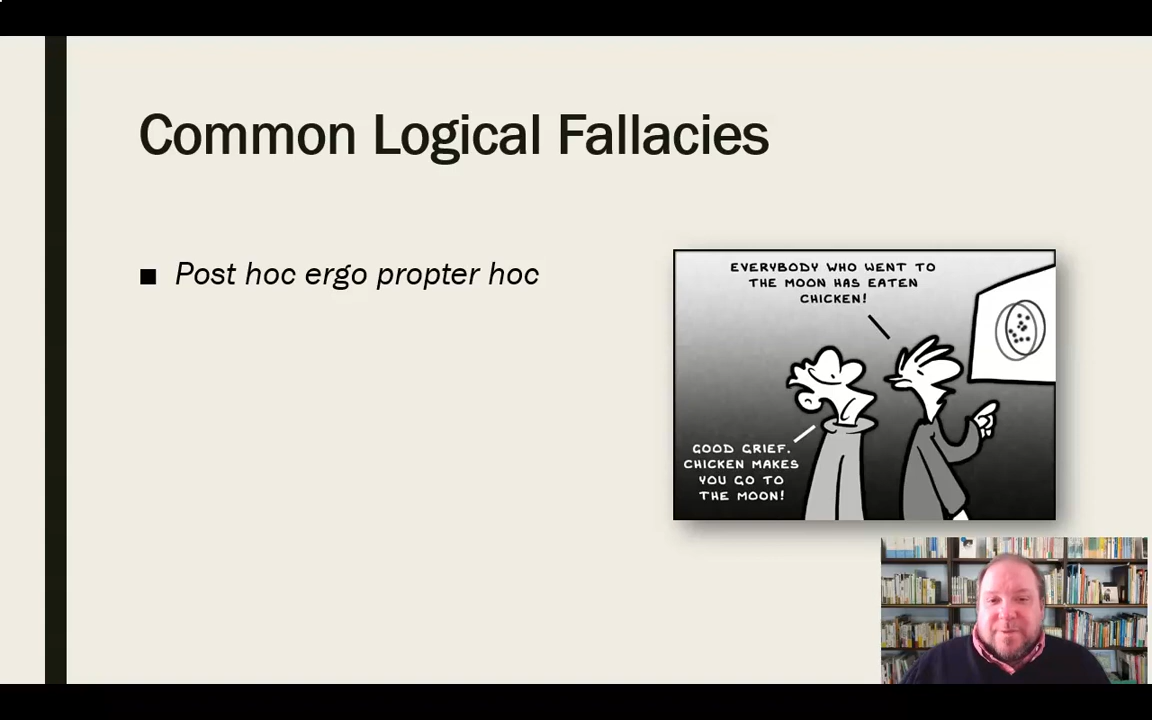 Common Logical Fallacies
■ Post hoc ergo propter hoc
EVERYBODY WHO WENT TO
THE MOON HAS EATEN
CHICKEN!
GOOD GRIEF.
CHICKEN MAKES
YOU GO TO
THE MOON!